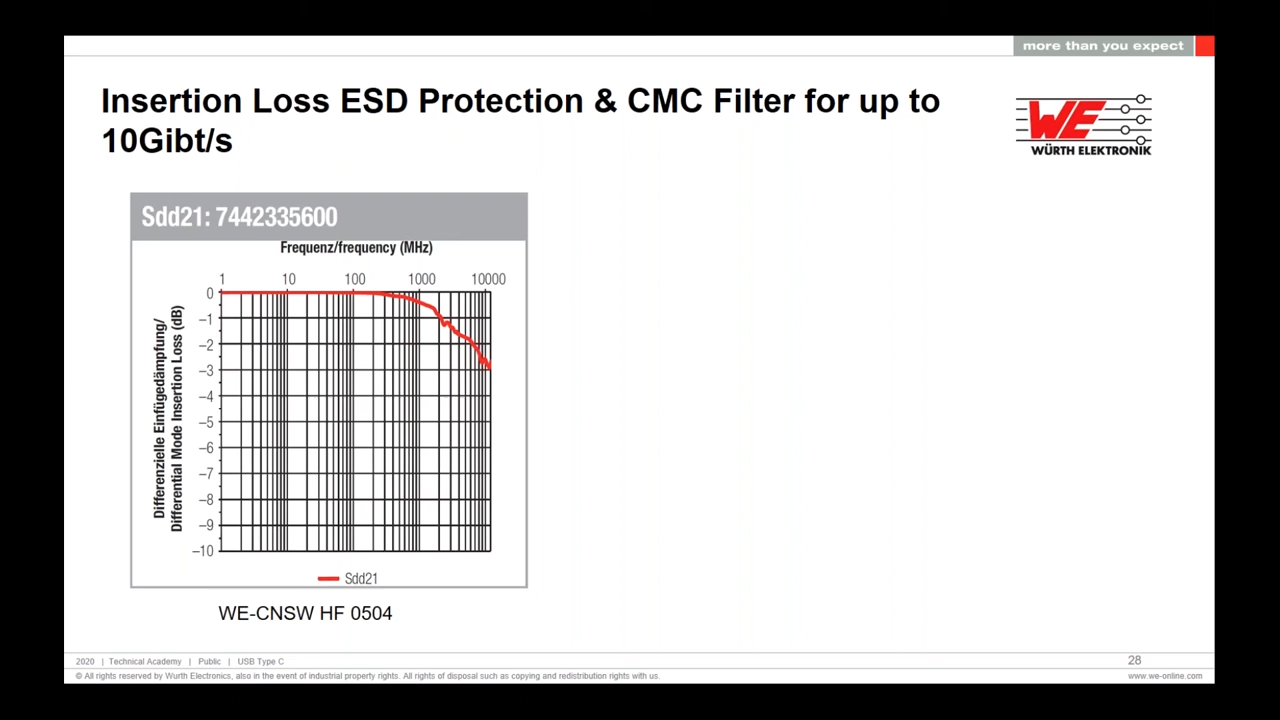 more than you expect
Insertion Loss ESD Protection & CMC Filter for up to
10Gibt/s
WE
WÜRTH ELEKTRONIK
Sdd21: 7442335600
Frequenz/frequency (MHz)
1 10 100 1000 10000
0
–1
–2
–3
–4
–5
–6
–7
–8
–9
–10
Differenzielle Einfügedämpfung/
Differential Mode Insertion Loss (dB)
Sdd21
WE-CNSW HF 0504
2020 | Technical Academy | Public | USB Type C
28
© All rights reserved by Wurth Electronics, also in the event of industrial property rights. All rights of disposal such as copying and redistribution rights with us.
www.we-online.com